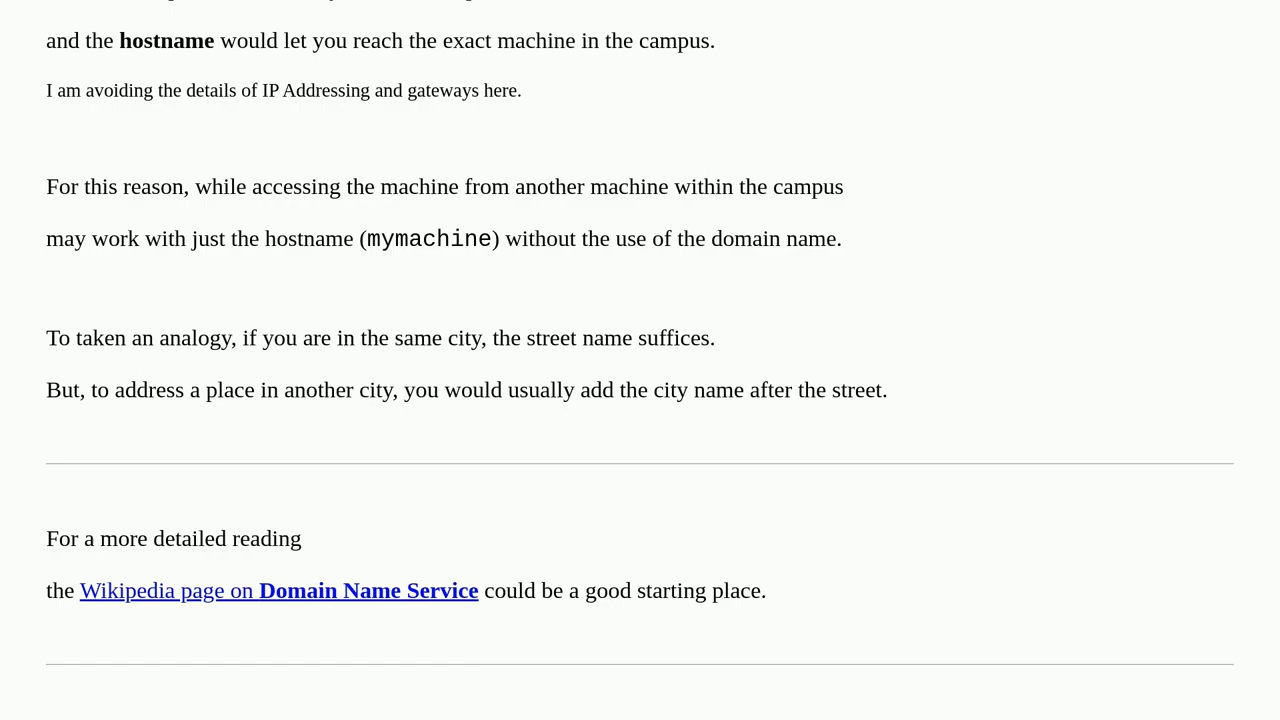 and the hostname would let you reach the exact machine in the campus.
I am avoiding the details of IP Addressing and gateways here.
For this reason, while accessing the machine from another machine within the campus
may work with just the hostname (mymachine) without the use of the domain name.
To taken an analogy, if you are in the same city, the street name suffices.
But, to address a place in another city, you would usually add the city name after the street.
For a more detailed reading
the Wikipedia page on Domain Name Service could be a good starting place.